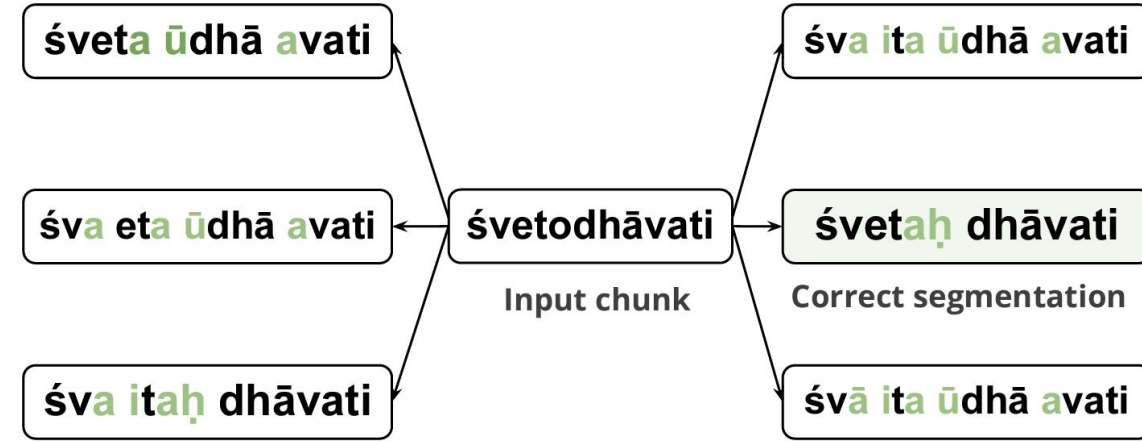 śveta ūdhā avati
śva ita ūdhā avati
śva eta ūdhā avati
śvetodhāvati
śvetaḥ dhāvati
Input chunk
Correct segmentation
śva itaḥ dhāvati
śvā ita ūdhā avati